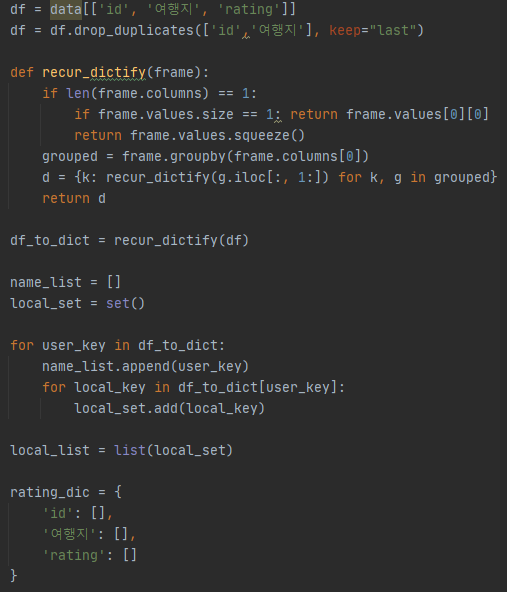 df = data[['id', '여행지', 'rating']]
df = df.drop_duplicates(['id','여행지'], keep="last")
def recur_dictify(frame):
if len(frame.columns) == 1:
if frame.values.size == 1: return frame.values[0][0]
return frame.values.squeeze()
grouped = frame.groupby(frame.columns[0])
d = {k: recur_dictify(g.iloc[:, 1:]) for k, g in grouped}
return d
df_to_dict = recur_dictify(df)
name_list = []
local_set = set()
for user_key in df_to_dict:
name_list.append(user_key)
for local_key in df_to_dict[user_key]:
local_set.add(local_key)
local_list = list(local_set)
rating_dic = {
'id': [],
'여행지': [],
'rating': []
}